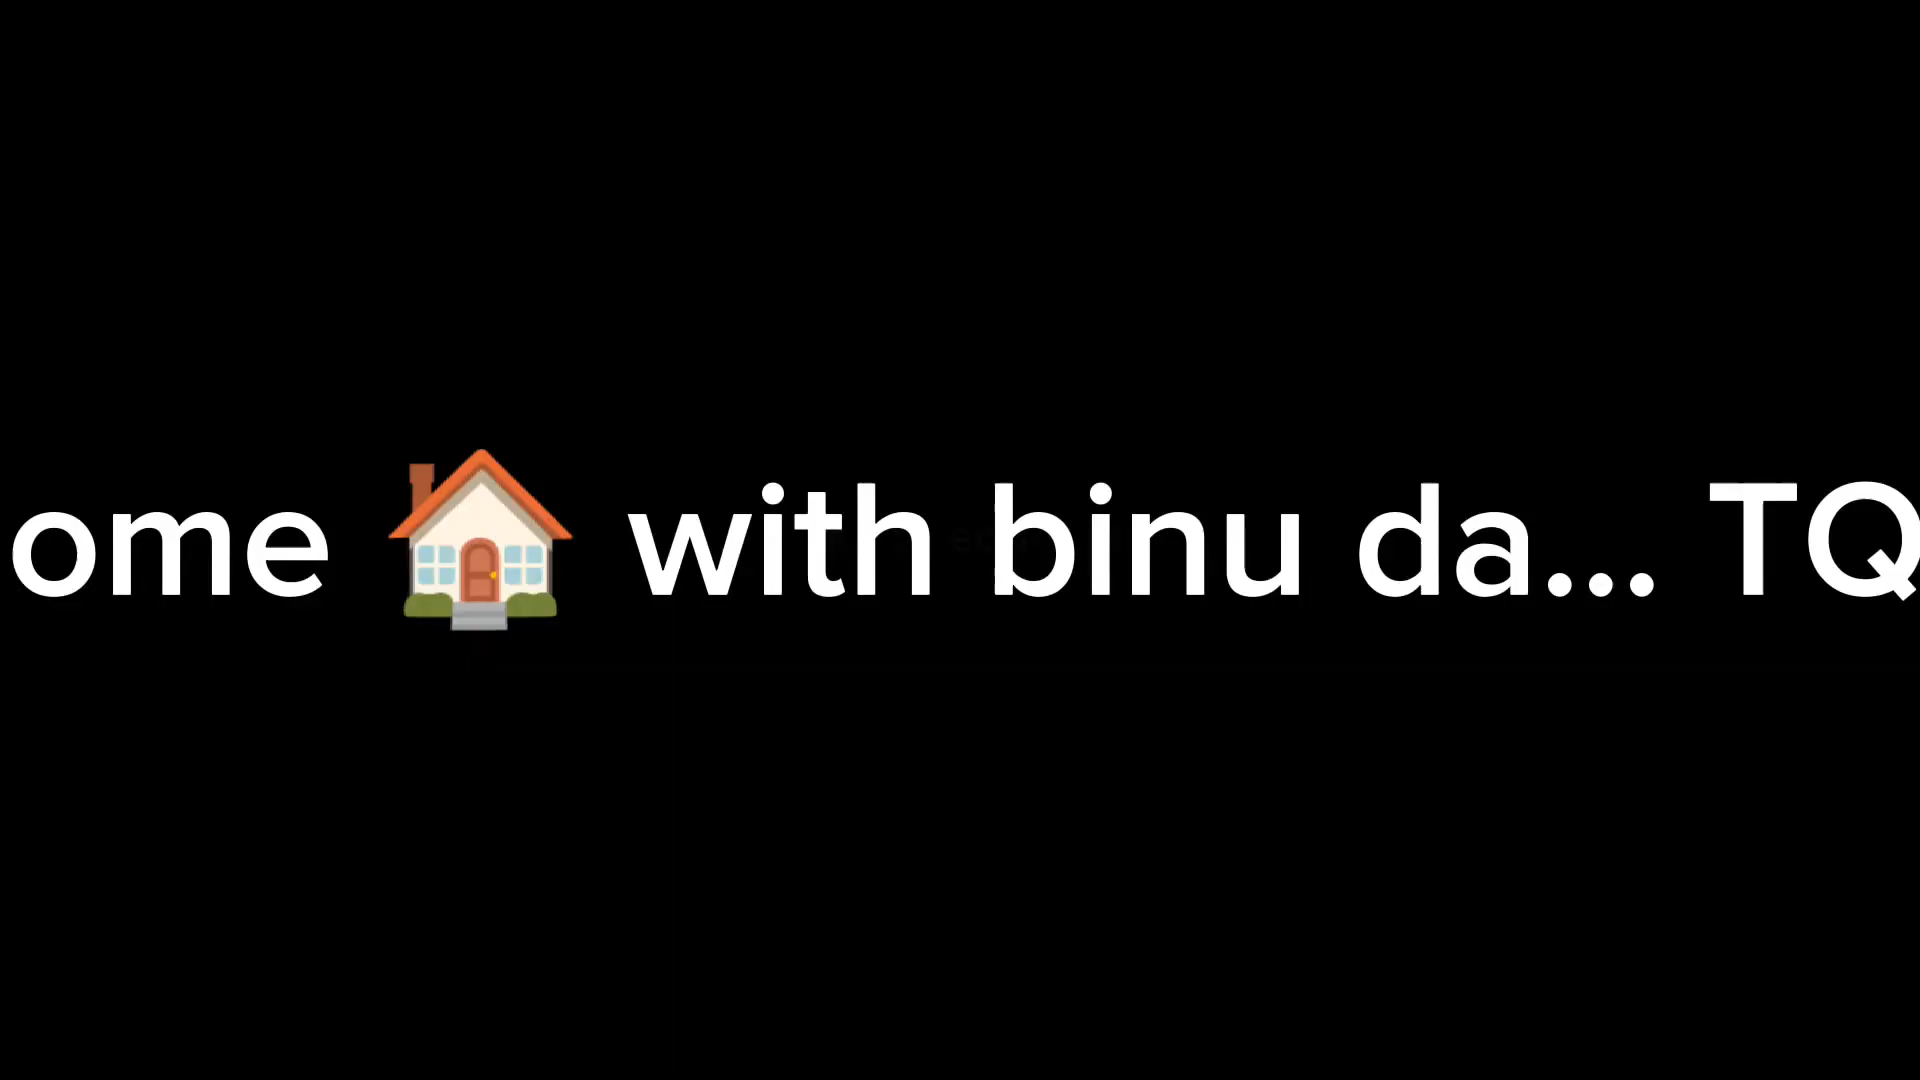 ome 🏠 with binu da... TQ